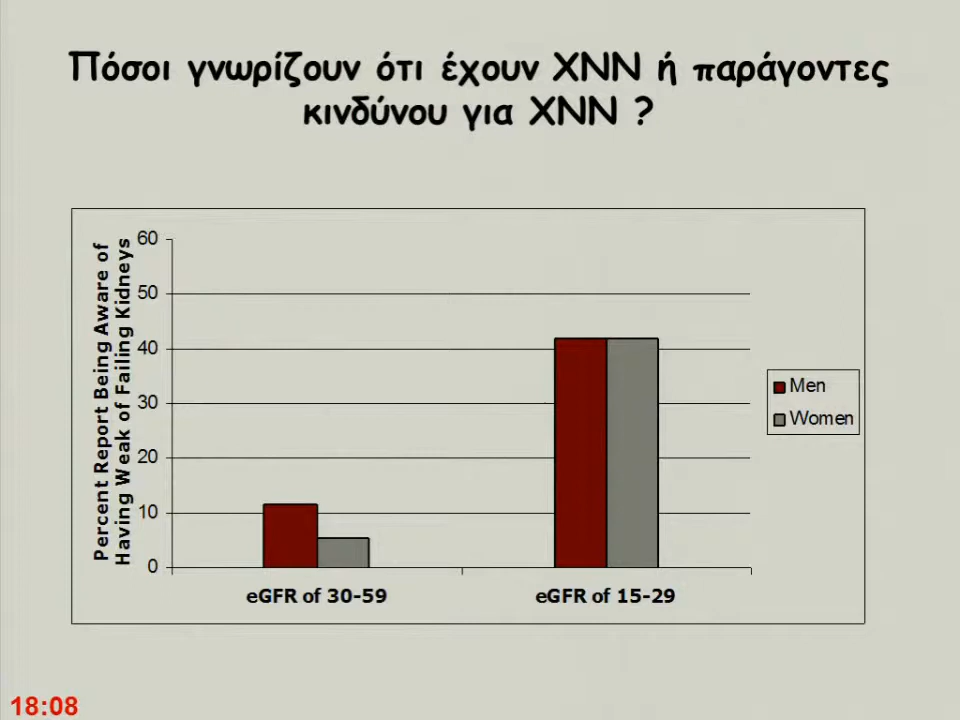 Πόσοι γνωρίζουν ότι έχουν ΧΝΝ ή παράγοντες
κινδύνου για ΧΝΝ ?
Percent Report Being Aware of
Having Weak of Failing Kidneys
60
50
40
30
20
10
0
eGFR of 30-59
eGFR of 15-29
Men
Women
18:08